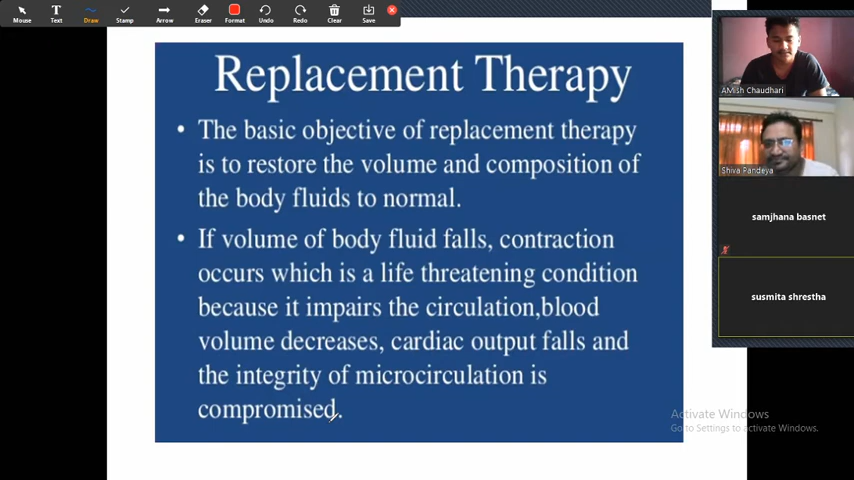 Mouse Text Draw Stamp Arrow Eraser Format Undo Redo Clear Save
Replacement Therapy
• The basic objective of replacement therapy
is to restore the volume and composition of
the body fluids to normal.
• If volume of body fluid falls, contraction
occurs which is a life threatening condition
because it impairs the circulation,blood
volume decreases, cardiac output falls and
the integrity of microcirculation is
compromised.
AMish Chaudhari
Shiva Pandeya
samjhana basnet
susmita shrestha
Activate Windows
Go to Settings to activate Windows.